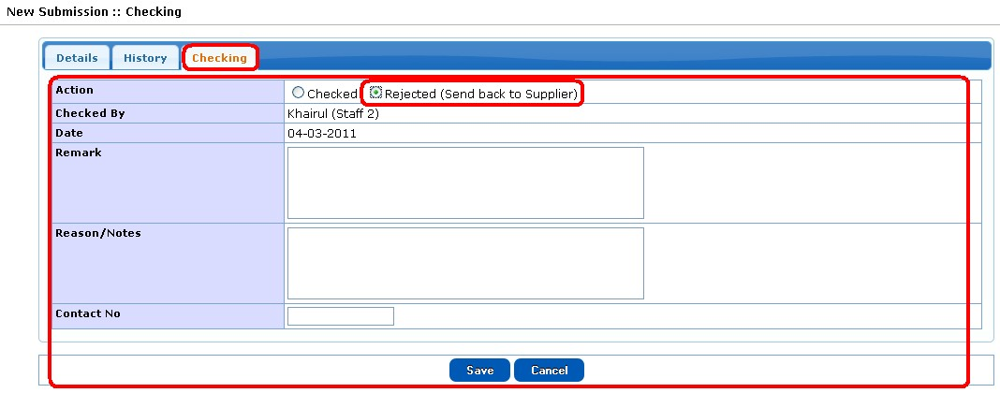 New Submission :: Checking
Details History Checking
Action Checked Rejected (Send back to Supplier)
Checked By Khairul (Staff 2)
Date 04-03-2011
Remark
Reason/Notes
Contact No
Save Cancel